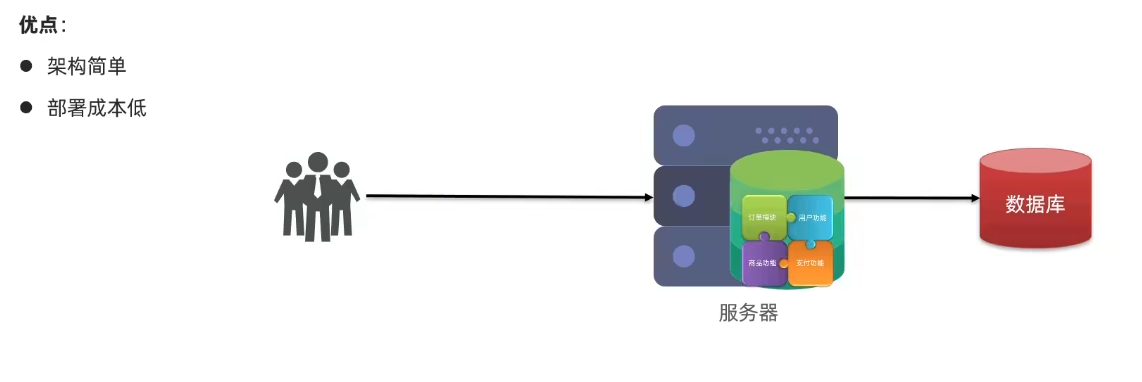 优点：
架构简单
部署成本低
订单模块
用户功能
商品功能
支付功能
数据库
服务器